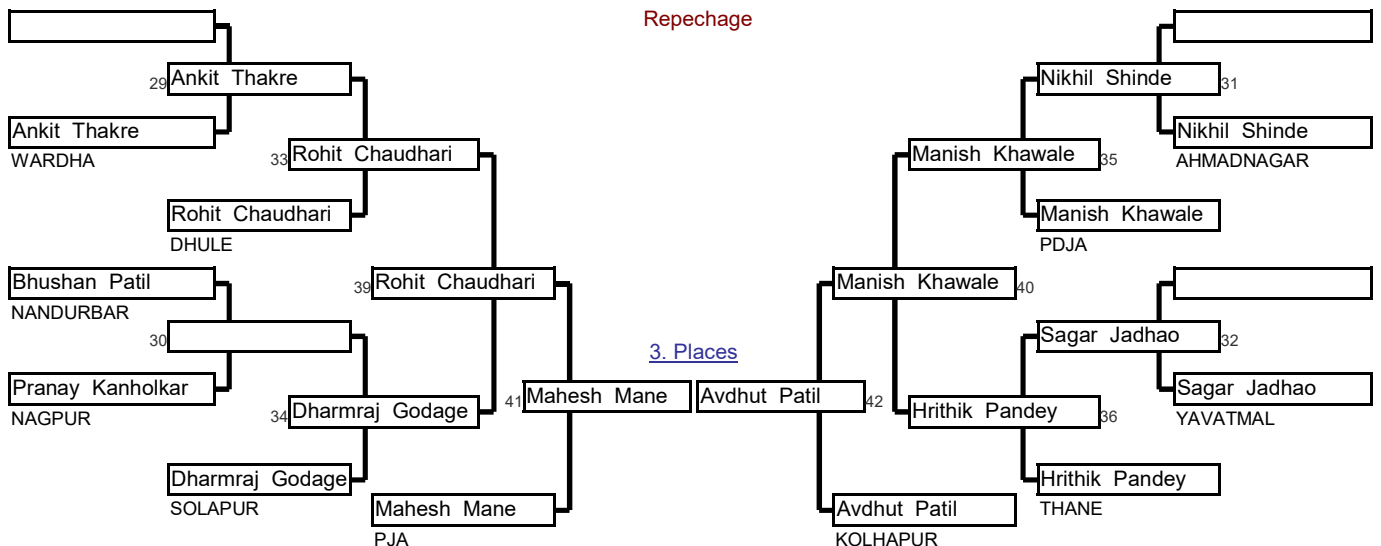 Repechage
29 Ankit Thakre
Nikhil Shinde 31
Ankit Thakre
WARDHA
Nikhil Shinde
AHMADNAGAR
33 Rohit Chaudhari
Manish Khawale 35
Rohit Chaudhari
DHULE
Manish Khawale
PDJA
Bhushan Patil
NANDURBAR
39 Rohit Chaudhari
Manish Khawale 40
30
Sagar Jadhao 32
3. Places
Pranay Kanholkar
NAGPUR
41 Mahesh Mane
Avdhut Patil 42
Sagar Jadhao
YAVATMAL
34 Dharmraj Godage
Hrithik Pandey 36
Dharmraj Godage
SOLAPUR
Hrithik Pandey
THANE
Mahesh Mane
PJA
Avdhut Patil
KOLHAPUR